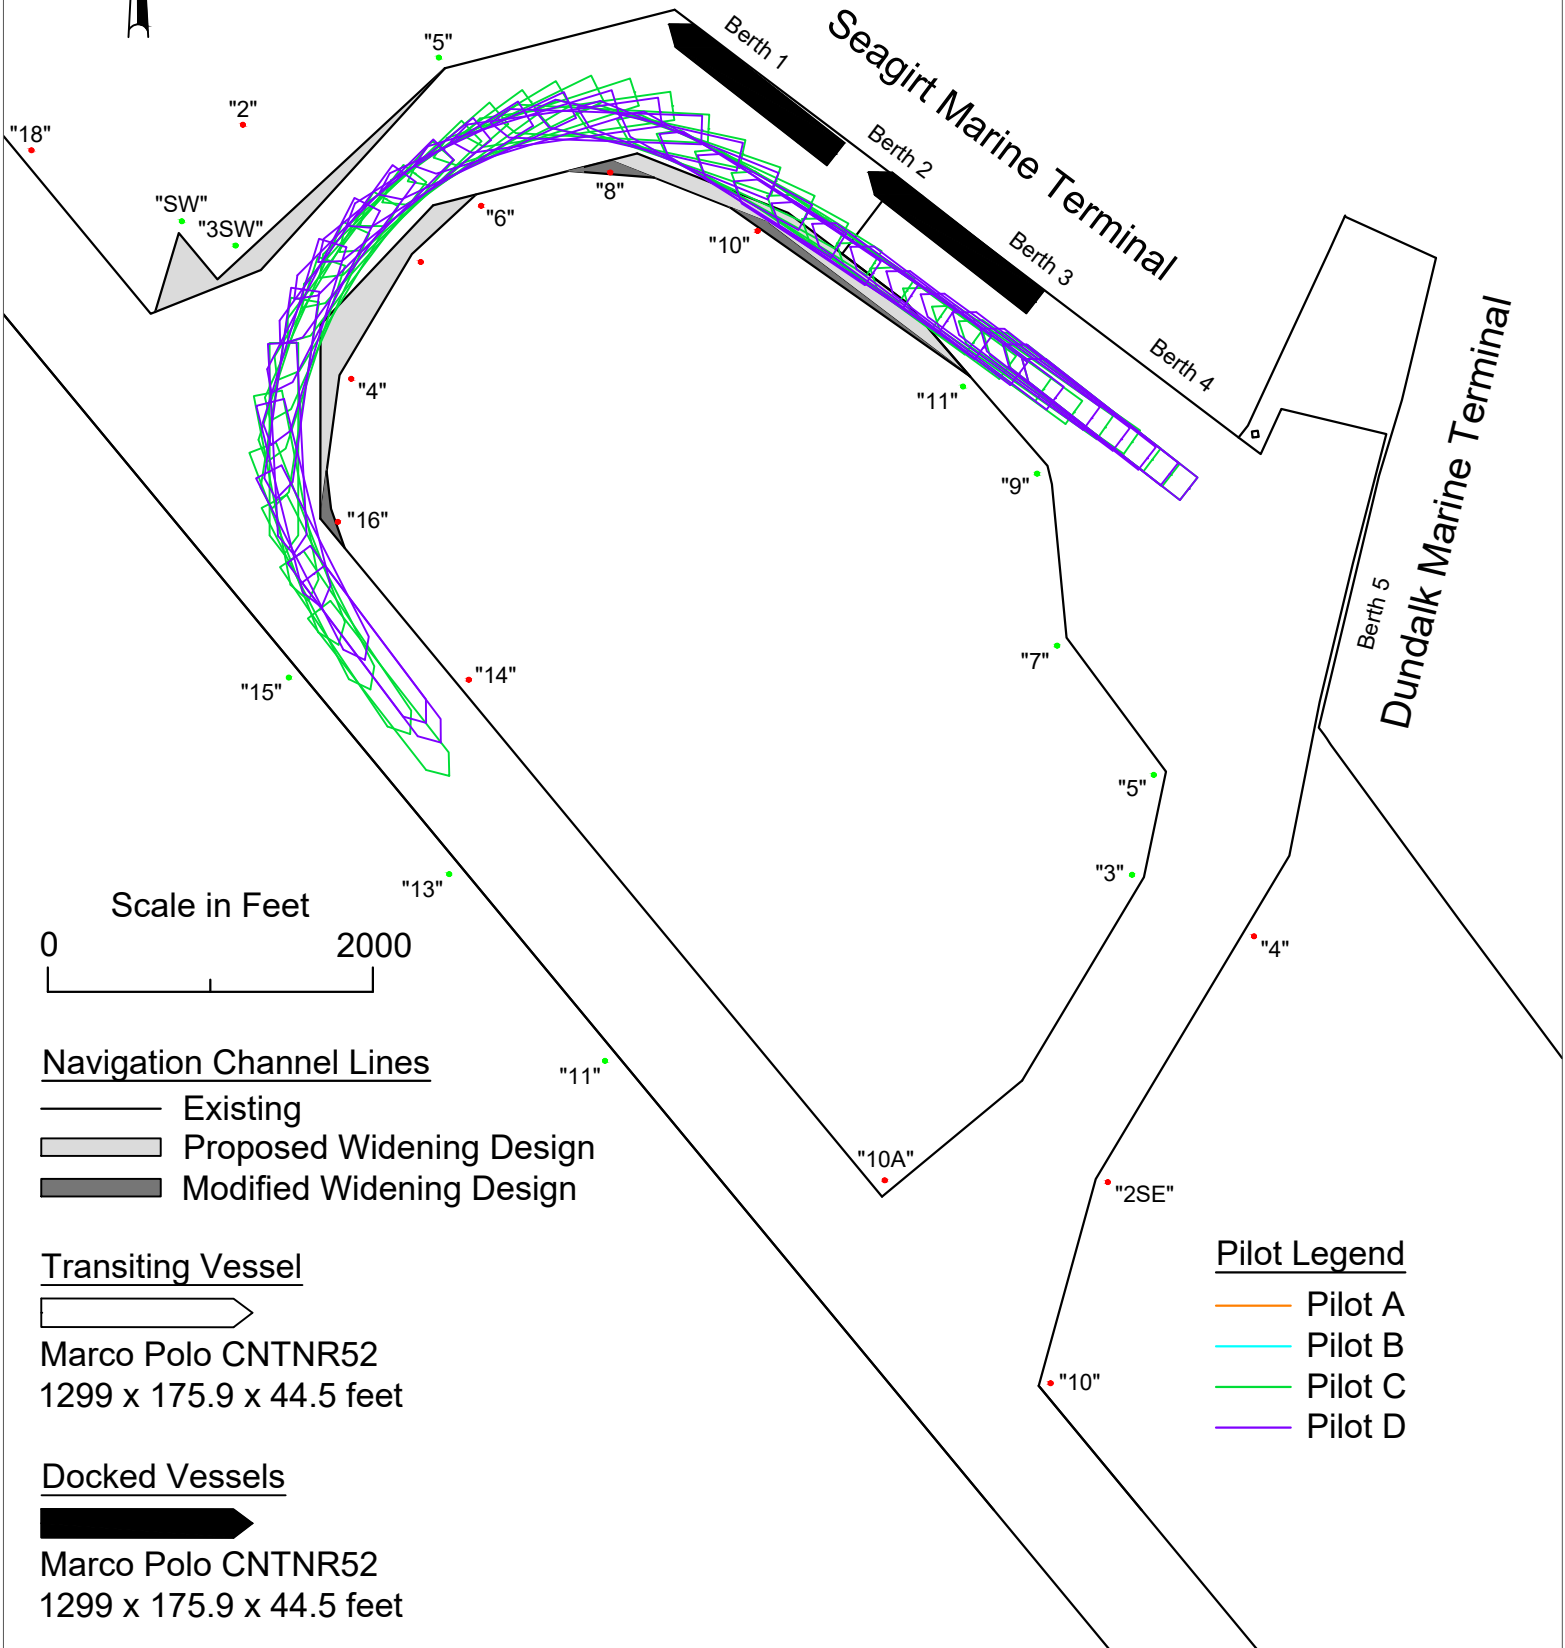 "5"
Berth 1
Seagirt Marine Terminal
"2"
"18"
Berth 2
"SW"
"3SW"
"8"
"6"
"10"
Berth 3
"4"
"11"
Berth 4
"9"
"16"
Dundalk Marine Terminal
Berth 5
"7"
"14"
"15"
"5"
"3"
"13"
"4"
Scale in Feet
0 2000
Navigation Channel Lines
Existing
Proposed Widening Design
Modified Widening Design
"11"
"10A"
"2SE"
Transiting Vessel
Marco Polo CNTNR52
1299 x 175.9 x 44.5 feet
Docked Vessels
Marco Polo CNTNR52
1299 x 175.9 x 44.5 feet
Pilot Legend
Pilot A
Pilot B
Pilot C
Pilot D
"10"